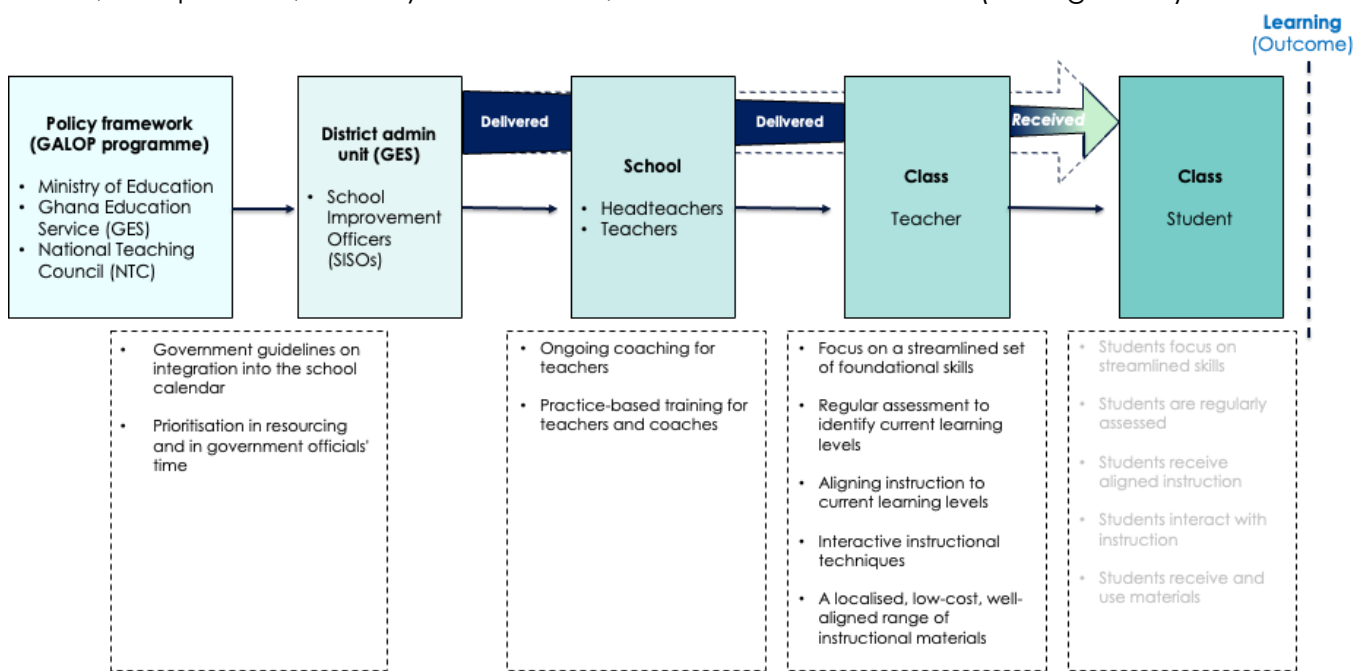 Learning
(Outcome)
Policy framework
(GALOP programme)
• Ministry of Education
• Ghana Education
Service (GES)
• National Teaching
Council (NTC)
District admin
unit (GES)
• School
Improvement
Officers
(SISOs)
Delivered
School
• Headteachers
• Teachers
Delivered
Class
Teacher
Received
Class
Student
• Government guidelines on
integration into the school
calendar
• Prioritisation in resourcing
and in government officials'
time
• Ongoing coaching for
teachers
• Practice-based training for
teachers and coaches
• Focus on a streamlined set
of foundational skills
• Regular assessment to
identify current learning
levels
• Aligning instruction to
current learning levels
• Interactive instructional
techniques
• A localised, low-cost, well-
aligned range of
instructional materials
• Students focus on
streamlined skills
• Students are regularly
assessed
• Students receive
aligned instruction
• Students interact with
instruction
• Students receive and
use materials